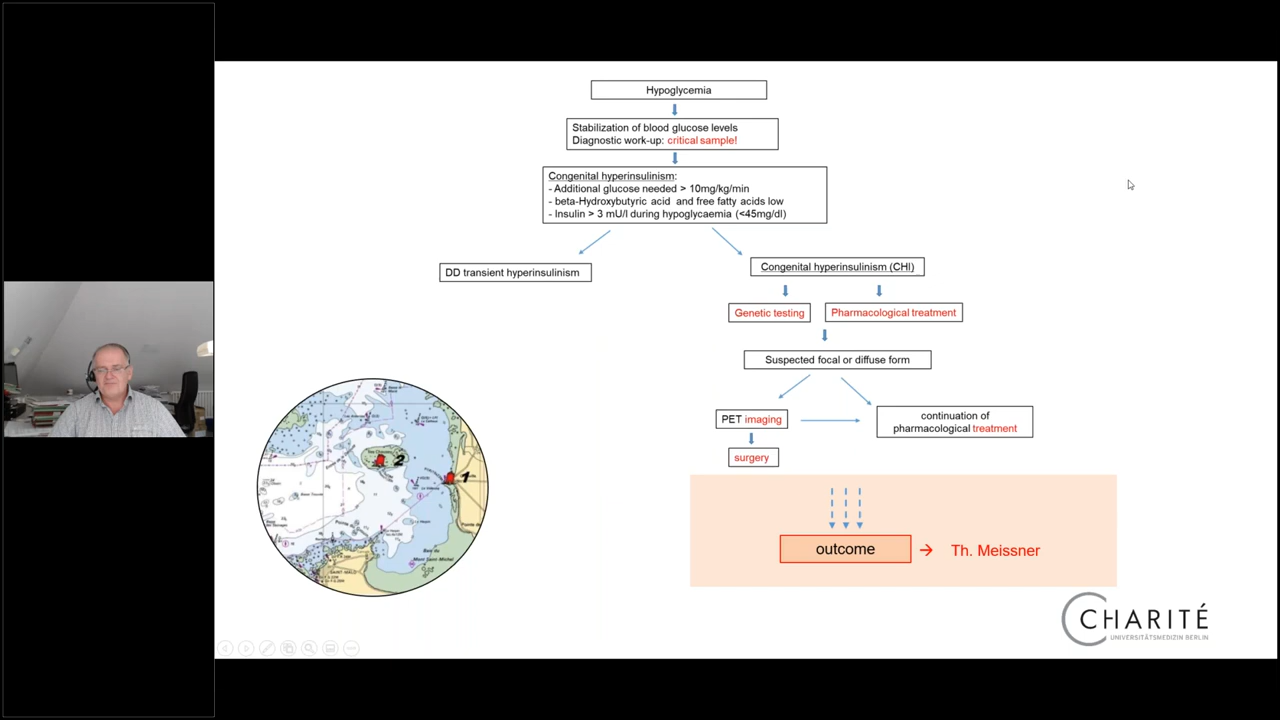 Hypoglycemia
Stabilization of blood glucose levels
Diagnostic work-up: critical sample!
Congenital hyperinsulinism:
- Additional glucose needed > 10mg/kg/min
- beta-Hydroxybutyric acid and free fatty acids low
- Insulin > 3 mU/l during hypoglycaemia (<45mg/dl)
DD transient hyperinsulinism
Congenital hyperinsulinism (CHI)
Genetic testing
Pharmacological treatment
Suspected focal or diffuse form
PET imaging
continuation of
pharmacological treatment
surgery
2
1
outcome
Th. Meissner
CHARITÉ
UNIVERSITÄTSMEDIZIN BERLIN